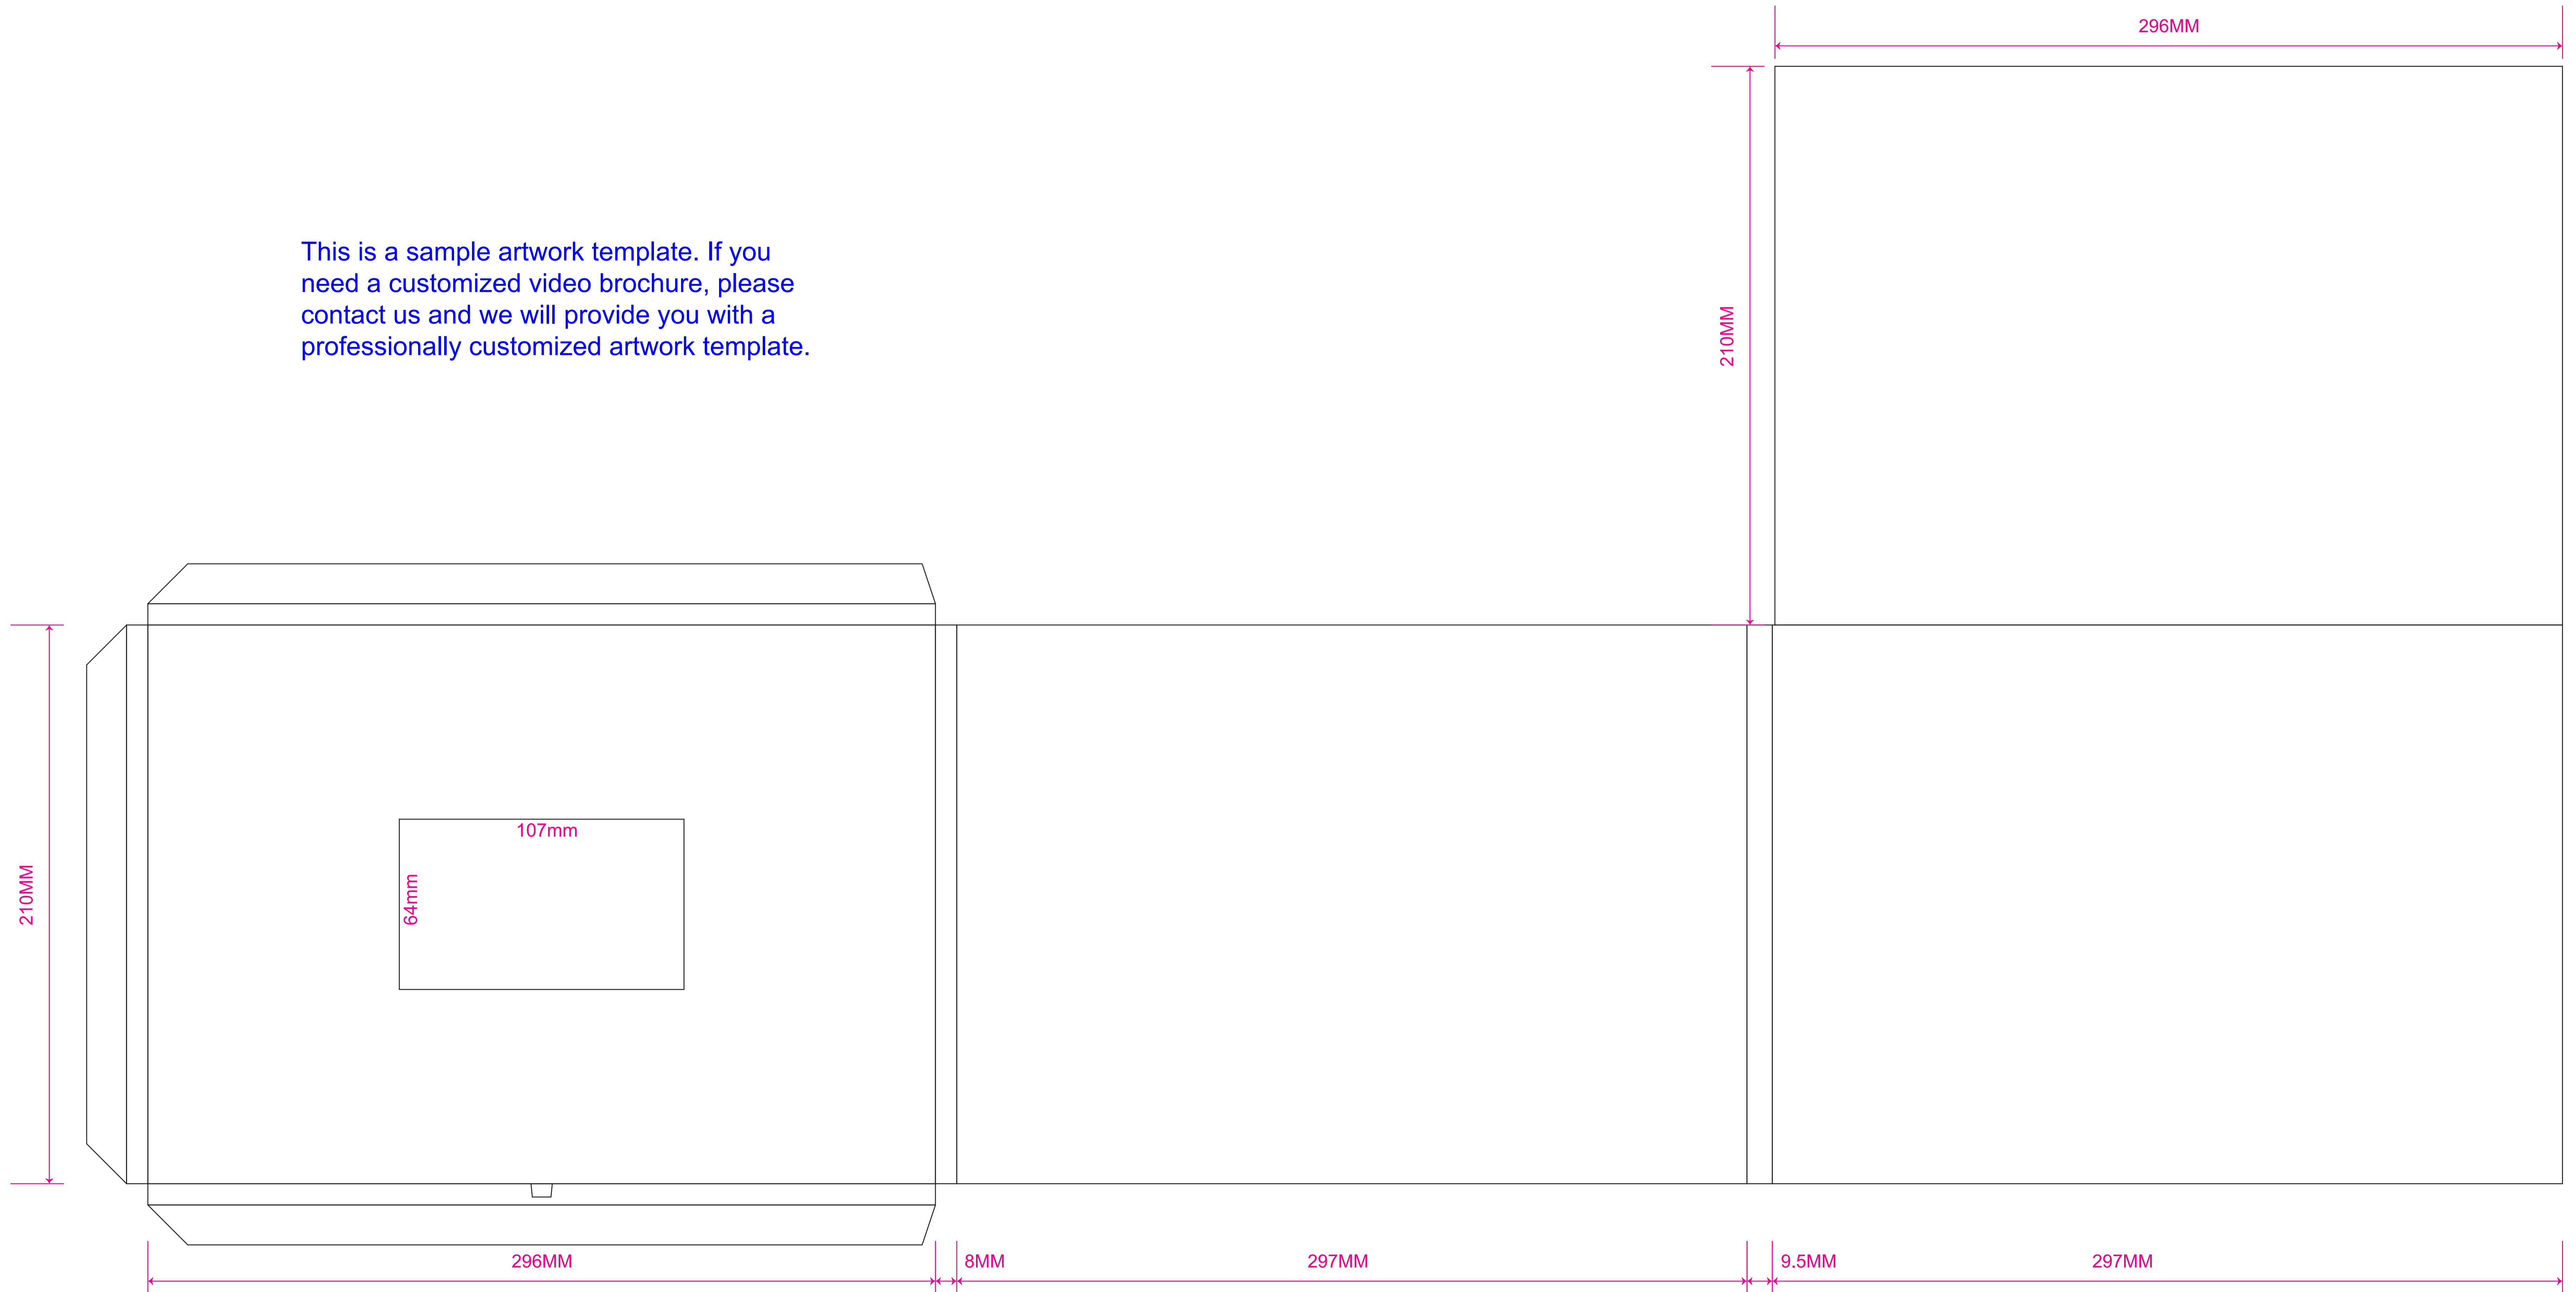 296MM
This is a sample artwork template. If you
need a customized video brochure, please
contact us and we will provide you with a
professionally customized artwork template.
210MM
107mm
64mm
210MM
296MM
8MM
297MM
9.5MM
297MM